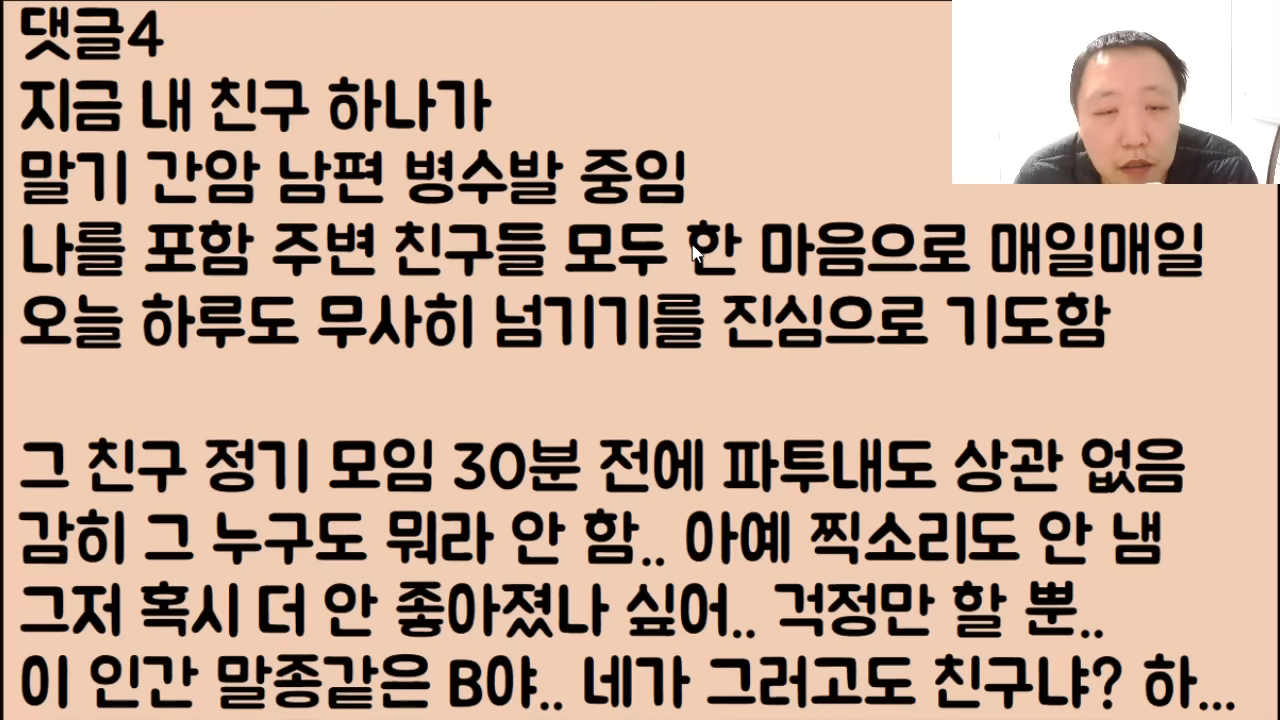 댓글4
지금 내 친구 하나가
말기 간암 남편 병수발 중임
나를 포함 주변 친구들 모두 한 마음으로 매일매일
오늘 하루도 무사히 넘기기를 진심으로 기도함
그 친구 정기 모임 30분 전에 파투내도 상관 없음
감히 그 누구도 뭐라 안 함.. 아예 찍소리도 안 냄
그저 혹시 더 안 좋아졌나 싶어.. 걱정만 할 뿐..
이 인간 말종같은 B야.. 네가 그러고도 친구냐? 하...